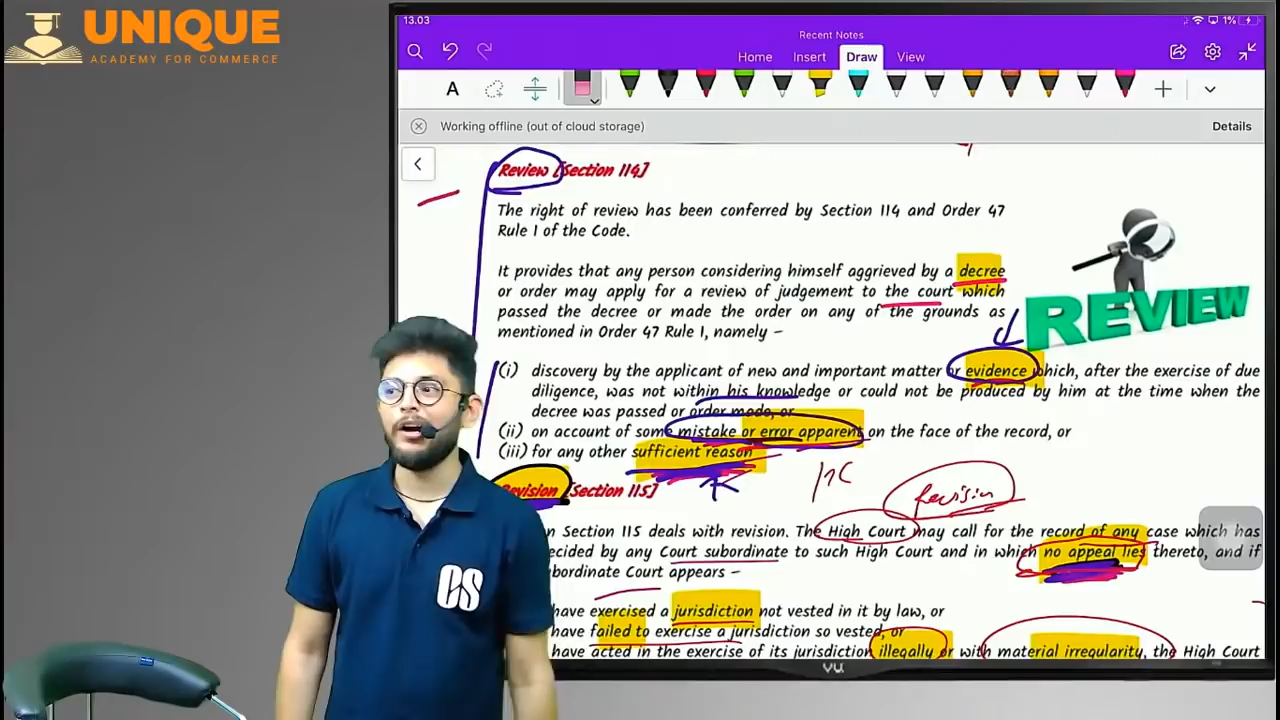 UNIQUE
ACADEMY FOR COMMERCE
13.03
1%
Recent Notes
Home Insert Draw View
A
Working offline (out of cloud storage)
Details
Review [Section 114]
The right of review has been conferred by Section 114 and Order 47
Rule 1 of the Code.
It provides that any person considering himself aggrieved by a decree
or order may apply for a review of judgement to the court which
passed the decree or made the order on any of the grounds as
mentioned in Order 47 Rule 1, namely –
REVIEW
(i) discovery by the applicant of new and important matter or evidence which, after the exercise of due
diligence, was not within his knowledge or could not be produced by him at the time when the
decree was passed or order made, or
(ii) on account of some mistake or error apparent on the face of the record, or
(iii) for any other sufficient reason
Revision [Section 115]
Revision
n Section 115 deals with revision. The High Court may call for the record of any case which has
ecided by any Court subordinate to such High Court and in which no appeal lies thereto, and if
ubordinate Court appears –
have exercised a jurisdiction not vested in it by law, or
have failed to exercise a jurisdiction so vested, or
have acted in the exercise of its jurisdiction illegally or with material irregularity, the High Court
CS
VU